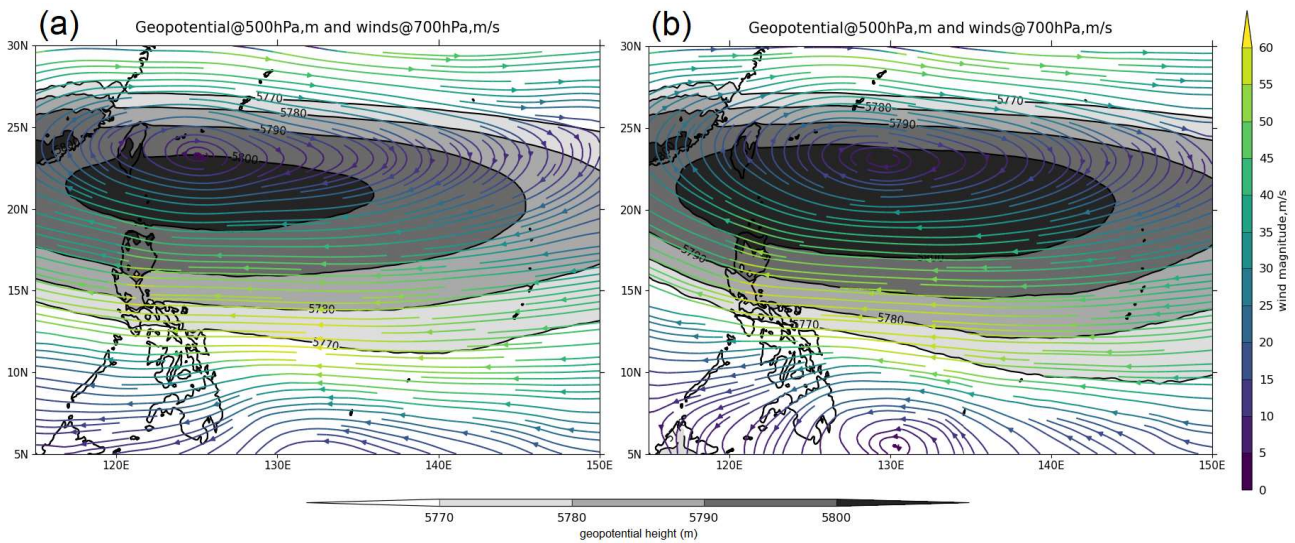 (a)
Geopotential@500hPa,m and winds@700hPa,m/s
30N
25N
20N
15N
10N
5N
120E
130E
140E
150E
5770
5780
5790
5800
5780
5770
(b)
Geopotential@500hPa,m and winds@700hPa,m/s
30N
25N
20N
15N
10N
5N
120E
130E
140E
150E
5770
5780
5790
5790
5780
5770
60
55
50
45
40
35
30
25
20
15
10
5
0
wind magnitude,m/s
5770
5780
5790
5800
geopotential height (m)